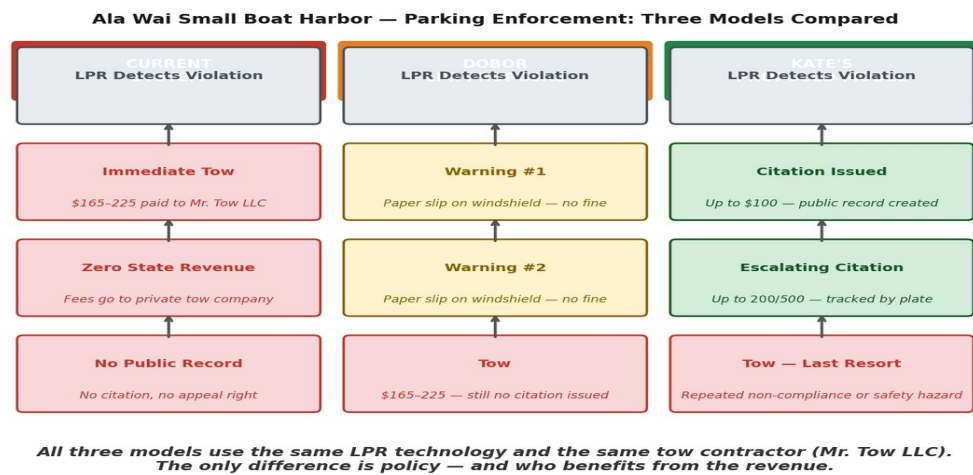 Ala Wai Small Boat Harbor — Parking Enforcement: Three Models Compared
CURRENT
LPR Detects Violation
DOBOR
LPR Detects Violation
KATE'S
LPR Detects Violation
Immediate Tow
$165–225 paid to Mr. Tow LLC
Warning #1
Paper slip on windshield — no fine
Citation Issued
Up to $100 — public record created
Zero State Revenue
Fees go to private tow company
Warning #2
Paper slip on windshield — no fine
Escalating Citation
Up to 200/500 — tracked by plate
No Public Record
No citation, no appeal right
Tow
$165–225 — still no citation issued
Tow — Last Resort
Repeated non-compliance or safety hazard
All three models use the same LPR technology and the same tow contractor (Mr. Tow LLC).
The only difference is policy — and who benefits from the revenue.